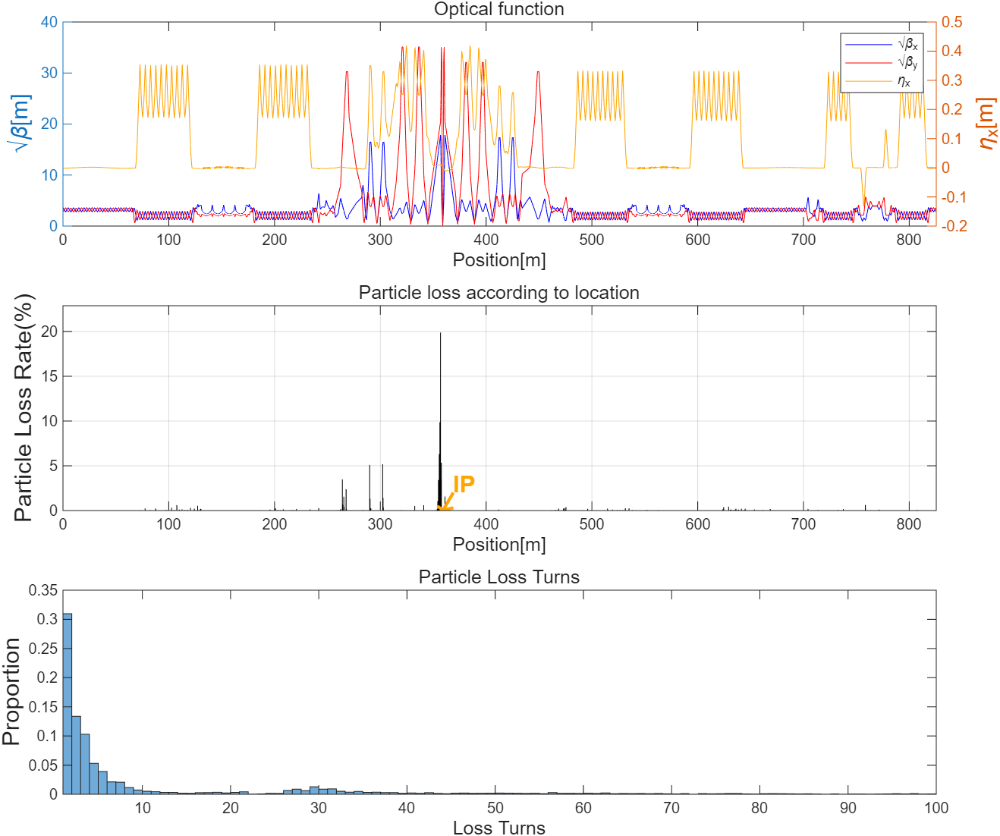 Optical function
40
30
20
10
0
√β[m]
0.5
0.4
0.3
0.2
0.1
0
-0.1
-0.2
ηx[m]
√βx
√βy
ηx
0 100 200 300 400 500 600 700 800
Position[m]
Particle loss according to location
20
15
10
5
0
Particle Loss Rate(%)
IP
0 100 200 300 400 500 600 700 800
Position[m]
Particle Loss Turns
0.35
0.3
0.25
0.2
0.15
0.1
0.05
0
Proportion
10 20 30 40 50 60 70 80 90 100
Loss Turns